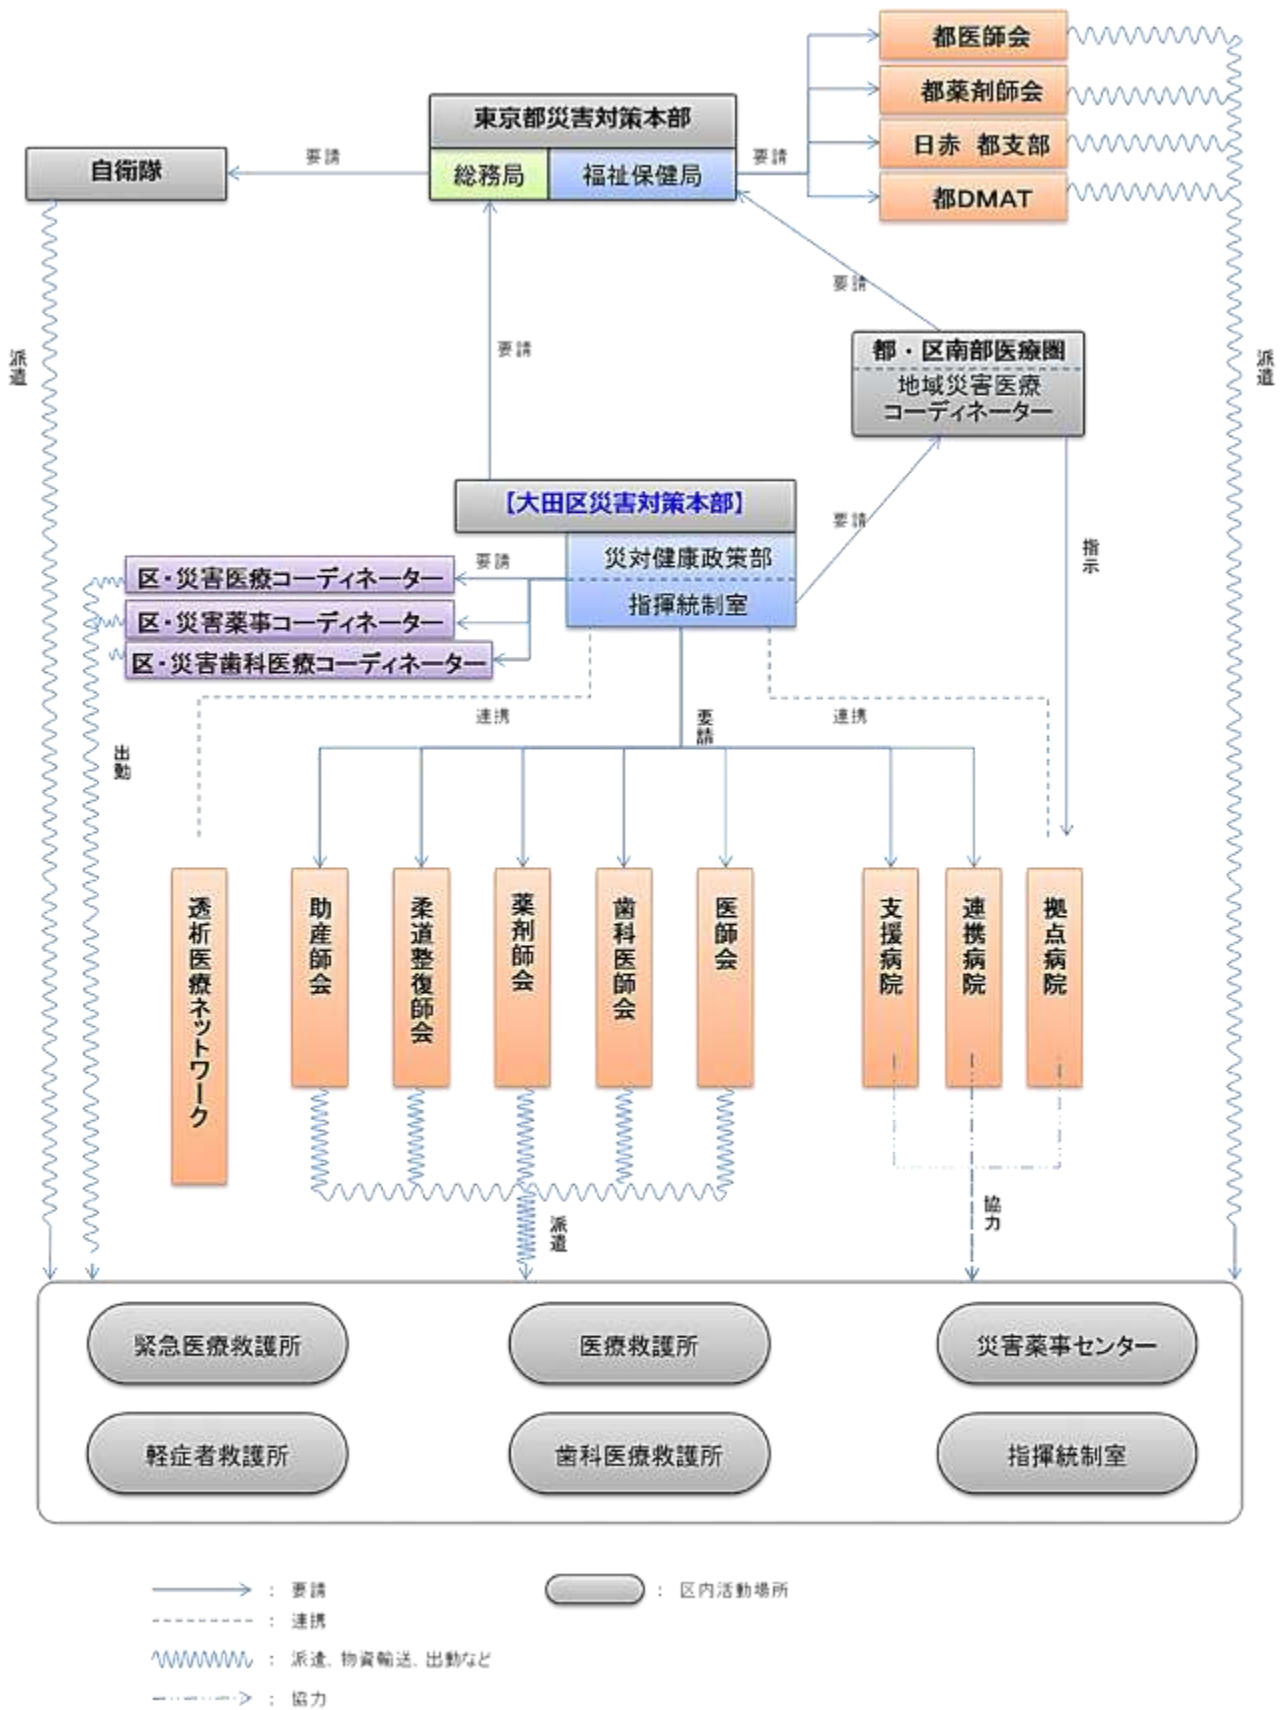 都医師会
都薬剤師会
日赤 都支部
都DMAT
東京都災害対策本部
総務局
福祉保健局
自衛隊
要請
要請
派遣
派遣
要請
要請
都・区南部医療圏
地域災害医療
コーディネーター
【大田区災害対策本部】
災対健康政策部
指揮統制室
要請
要請
指示
区・災害医療コーディネーター
区・災害薬事コーディネーター
区・災害歯科医療コーディネーター
連携
要請
連携
出動
透析医療ネットワーク
助産師会
柔道整復師会
薬剤師会
歯科医師会
医師会
支援病院
連携病院
拠点病院
派遣
協力
緊急医療救護所
医療救護所
災害薬事センター
軽症者救護所
歯科医療救護所
指揮統制室
： 要請
： 区内活動場所
： 連携
： 派遣、物資輸送、出動など
： 協力